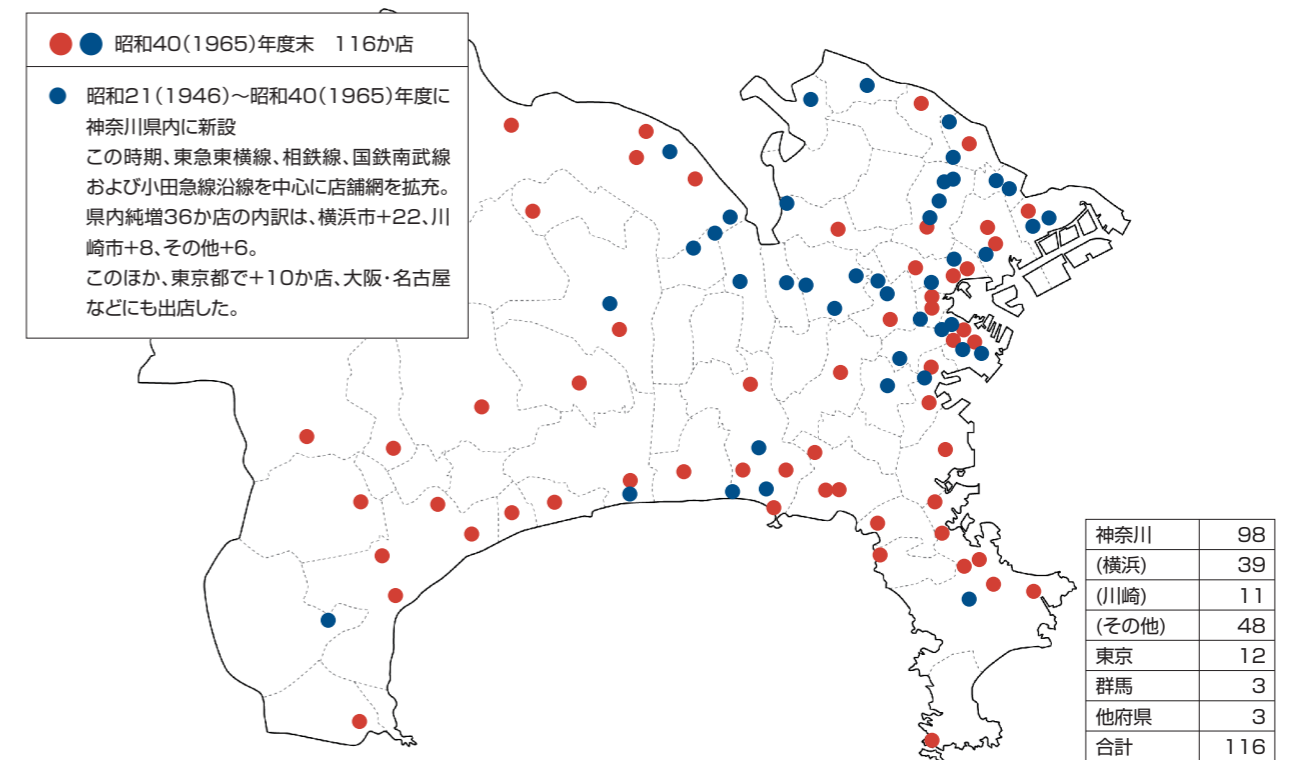 昭和40(1965)年度末　116か店
昭和21(1946)～昭和40(1965)年度に
神奈川県内に新設
この時期、東急東横線、相鉄線、国鉄南武線
および小田急線沿線を中心に店舗網を拡充。
県内純増36か店の内訳は、横浜市+22、川
崎市+8、その他+6。
このほか、東京都で+10か店、大阪・名古屋
などにも出店した。
神奈川 98
(横浜) 39
(川崎) 11
(その他) 48
東京 12
群馬 3
他府県 3
合計 116